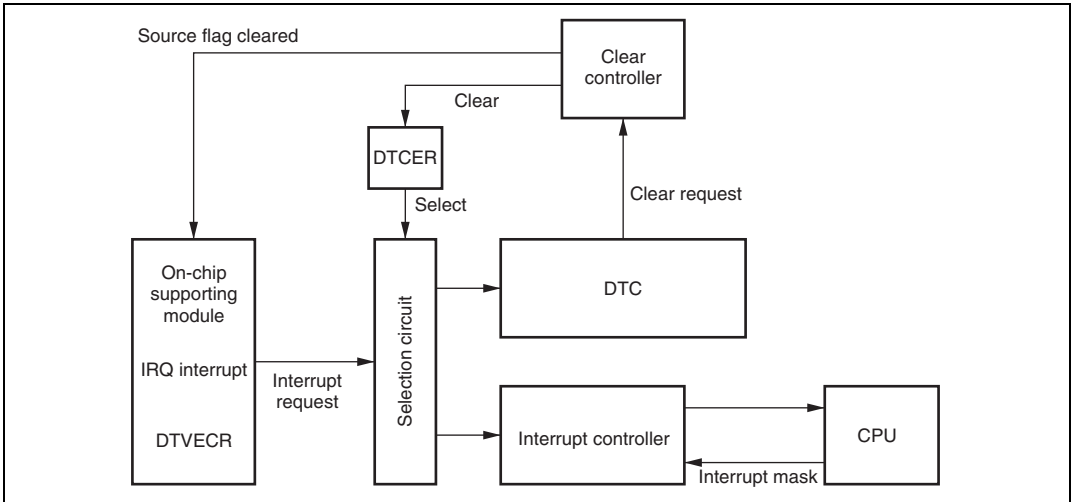 Source flag cleared
Clear
controller
Clear
DTCER
Clear request
Select
On-chip
supporting
module
IRQ interrupt
DTVECR
Interrupt
request
Selection circuit
DTC
Interrupt controller
CPU
Interrupt mask